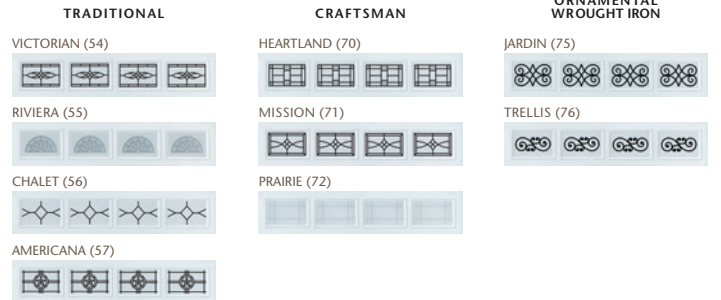 TRADITIONAL
VICTORIAN (54)
RIVIERA (55)
CHALET (56)
AMERICANA (57)
CRAFTSMAN
HEARTLAND (70)
MISSION (71)
PRAIRIE (72)
ORNAMENTAL
WROUGHT IRON
JARDIN (75)
TRELLIS (76)